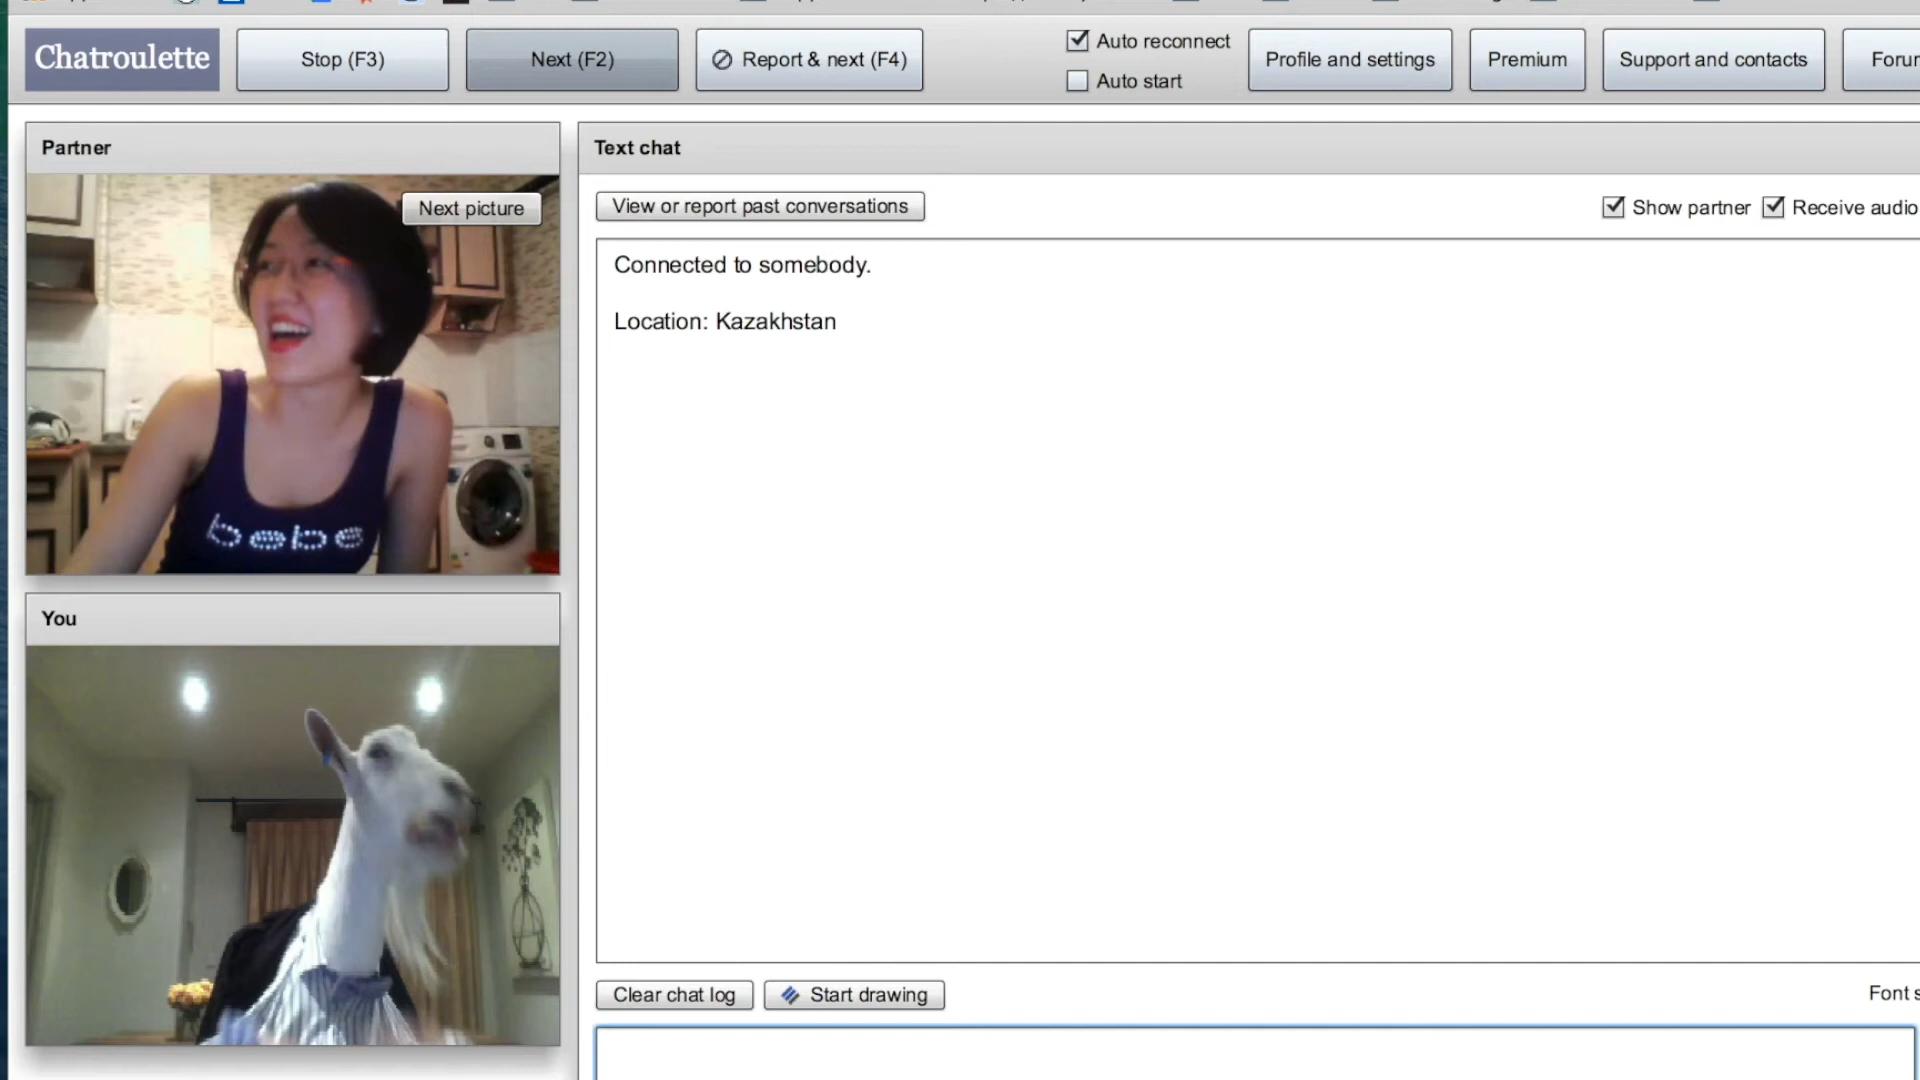 Chatroulette
Stop (F3)
Next (F2)
Report & next (F4)
Auto reconnect
Auto start
Profile and settings
Premium
Support and contacts
Partner
Next picture
bebe
Text chat
View or report past conversations
Show partner
Receive audio
Connected to somebody.
Location: Kazakhstan
You
Clear chat log
Start drawing
Font